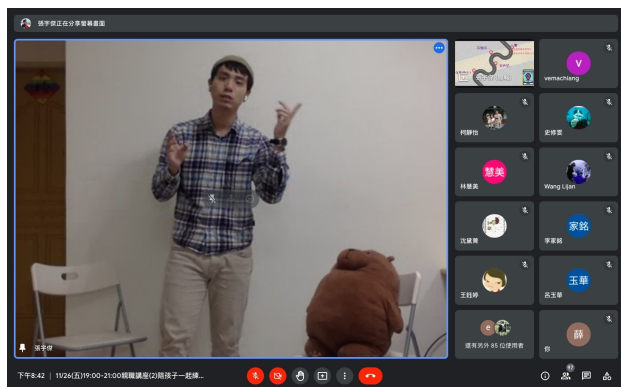 張宇傑正在分享螢幕畫面
V
vernachiang
柯靜怡
史修雲
慧美
林慧美
Wang Lijan
家銘
沈黛菁
李家銘
玉華
王鈺婷
呂玉華
e
薛
還有另外 85 位使用者
你
張宇傑
下午8:42 | 11/26(五)19:00-21:00親職講座(2)陪孩子一起練...
97